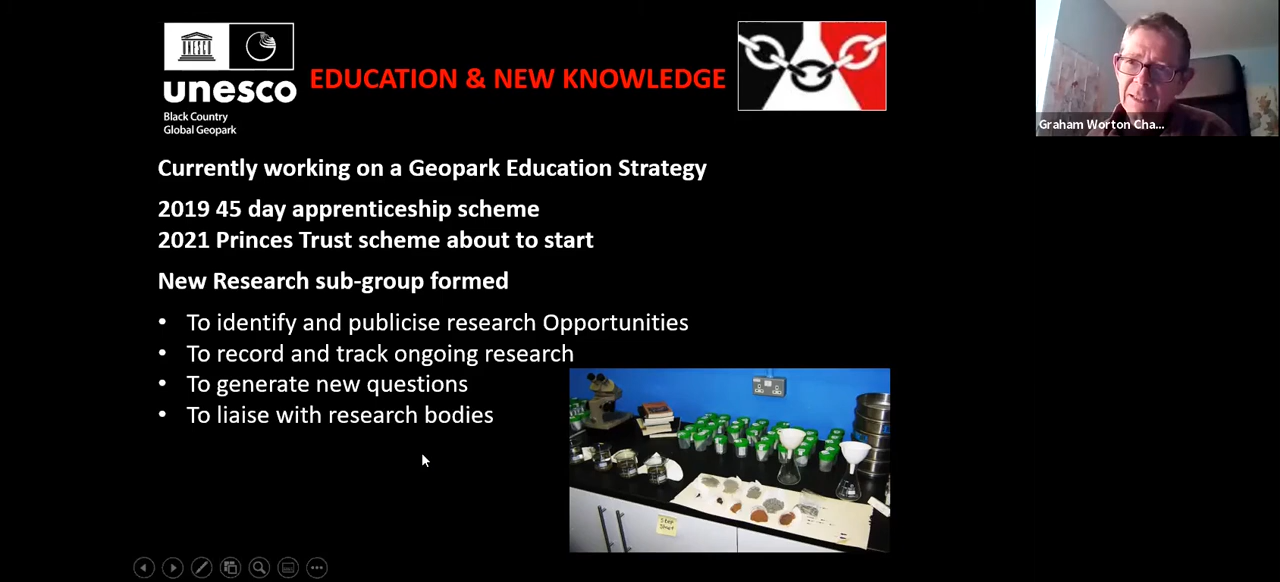 unesco
Black Country
Global Geopark
EDUCATION & NEW KNOWLEDGE
Graham Worton Cha...
Currently working on a Geopark Education Strategy
2019 45 day apprenticeship scheme
2021 Princes Trust scheme about to start
New Research sub-group formed
• To identify and publicise research Opportunities
• To record and track ongoing research
• To generate new questions
• To liaise with research bodies